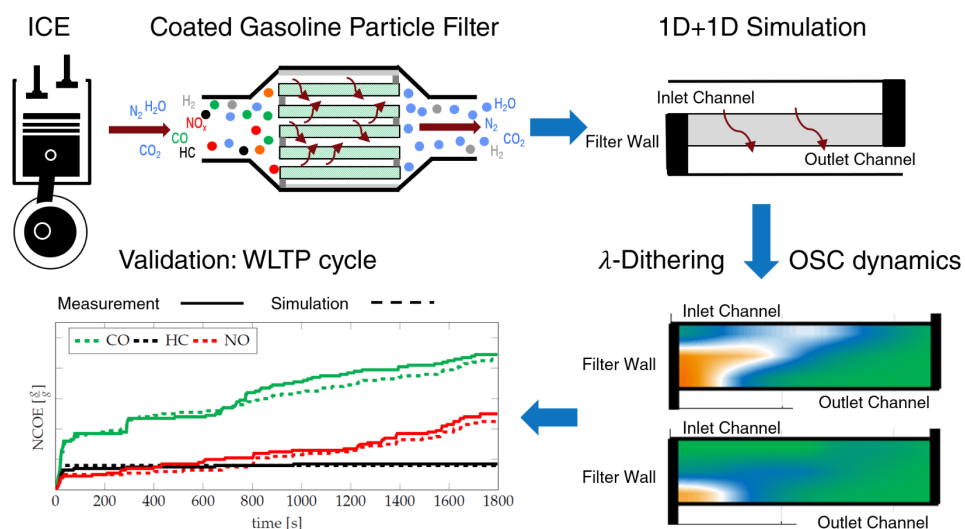 ICE
Coated Gasoline Particle Filter
1D+1D Simulation
N₂
H₂O
H₂
NOₓ
CO
CO₂
HC
H₂O
N₂
CO₂
H₂
Inlet Channel
Filter Wall
Outlet Channel
Validation: WLTP cycle
λ-Dithering
OSC dynamics
Measurement
Simulation
CO
HC
NO
NCOE [g/g]
0
200
400
600
800
1000
1200
1400
1600
1800
time [s]
Inlet Channel
Filter Wall
Outlet Channel
Inlet Channel
Filter Wall
Outlet Channel